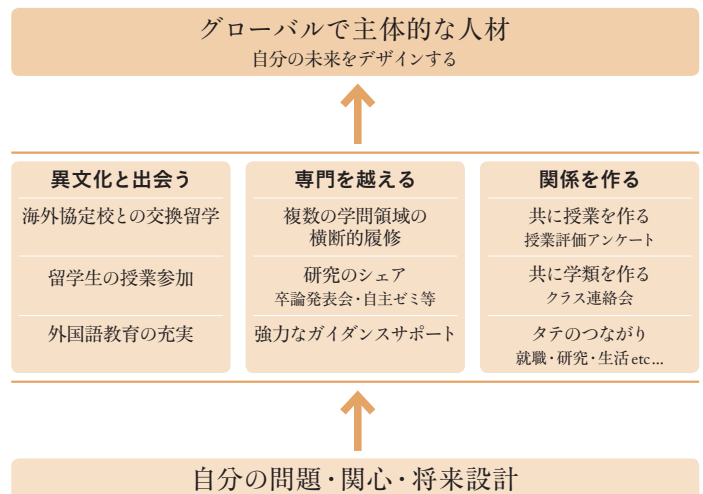 グローバルで主体的な人材
自分の未来をデザインする
異文化と出会う
海外協定校との交換留学
留学生の授業参加
外国語教育の充実
専門を越える
複数の学問領域の
横断的履修
研究のシェア
卒論発表会・自主ゼミ等
強力なガイダンスサポート
関係を作る
共に授業を作る
授業評価アンケート
共に学類を作る
クラス連絡会
タテのつながり
就職・研究・生活etc...
自分の問題・関心・将来設計